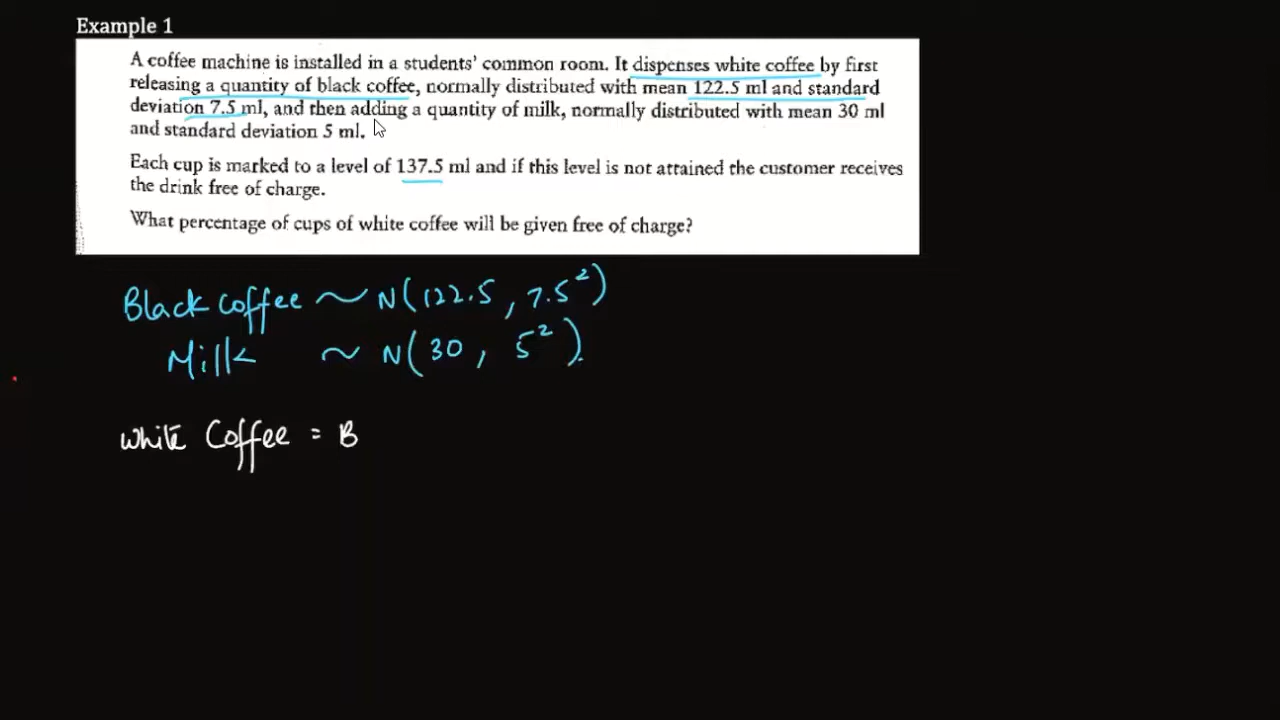 Example 1
A coffee machine is installed in a students' common room. It dispenses white coffee by first
releasing a quantity of black coffee, normally distributed with mean 122.5 ml and standard
deviation 7.5 ml, and then adding a quantity of milk, normally distributed with mean 30 ml
and standard deviation 5 ml.
Each cup is marked to a level of 137.5 ml and if this level is not attained the customer receives
the drink free of charge.
What percentage of cups of white coffee will be given free of charge?
Black Coffee ~ N(122.5, 7.5²)
Milk ~ N(30, 5²).
White Coffee = B